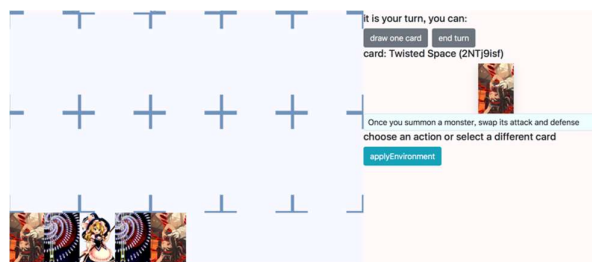 it is your turn, you can:
draw one card end turn
card: Twisted Space (2NTj9isf)
Once you summon a monster, swap its attack and defense
choose an action or select a different card
applyEnvironment